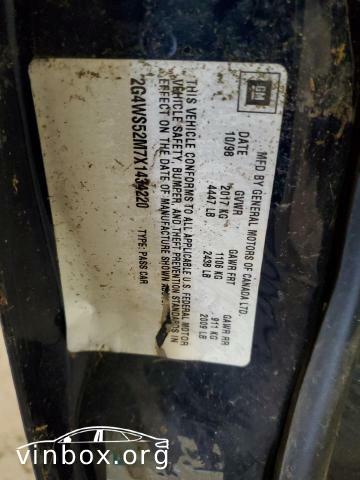 MFD BY GENERAL MOTORS OF CANADA LTD.
DATE GVWR GAWR FRT GAWR RR
10/98 2017 KG 1106 KG 911 KG
4447 LB 2438 LB 2009 LB
THIS VEHICLE CONFORMS TO ALL APPLICABLE U.S. FEDERAL MOTOR
VEHICLE SAFETY, BUMPER, AND THEFT PREVENTION STANDARDS IN
EFFECT ON THE DATE OF MANUFACTURE SHOWN
2G4WS52M7X1434220 TYPE: PASS CAR
GM
vinbox.org